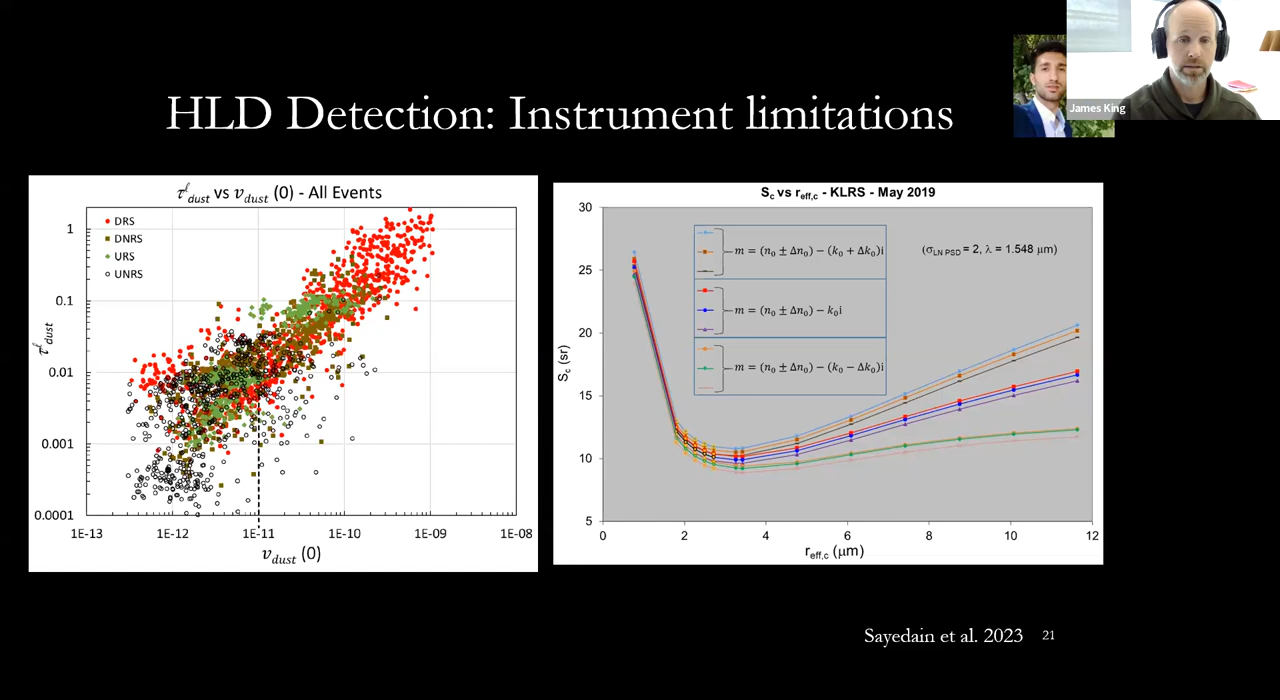 HLD Detection: Instrument limitations
James King
τˡdust vs vdust (0) - All Events
DRS
DNRS
URS
UNRS
1
0.1
0.01
0.001
0.0001
τˡdust
1E-13 1E-12 1E-11 1E-10 1E-09 1E-08
vdust (0)
Sc vs reff,c - KLRS - May 2019
30
25
20
15
10
5
Sc (sr)
m = (n₀ ± Δn₀) − (k₀ + Δk₀)i
m = (n₀ ± Δn₀) − k₀i
m = (n₀ ± Δn₀) − (k₀ − Δk₀)i
(σLN PSD = 2, λ = 1.548 μm)
0 2 4 6 8 10 12
reff,c (μm)
Sayedain et al. 2023 21